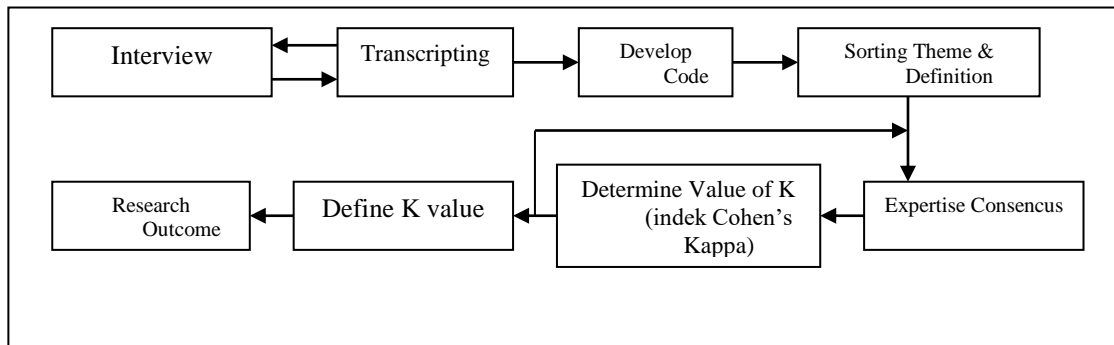 Interview
Transcripting
Develop
Code
Sorting Theme &
Definition
Research
Outcome
Define K value
Determine Value of K
(indek Cohen's
Kappa)
Expertise Consencus